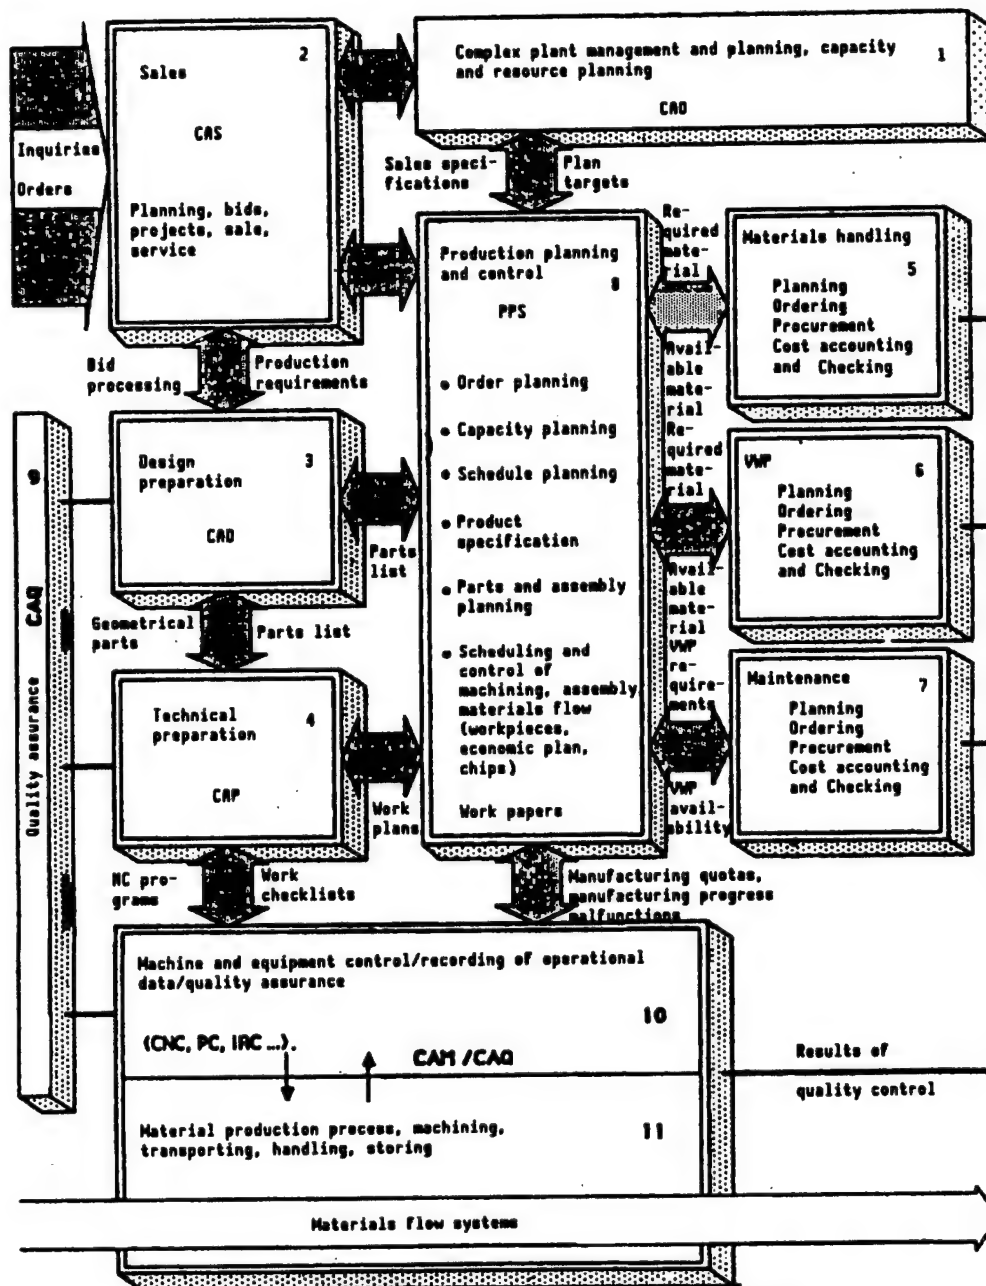 Inquiries
Orders
2
Sales
CAS
Planning, bids,
projects, sale,
service
1
Complex plant management and planning, capacity
and resource planning
CAO
Sales speci-
fications
Plan
targets
Bid
processing
Production
requirements
Production planning
and control
8
PPS
• Order planning
• Capacity planning
• Schedule planning
• Product
specification
• Parts and assembly
planning
• Scheduling and
control of
machining, assembly,
materials flow
(workpieces,
economic plan,
chips)
Work papers
Re-
quired
mate-
rial
Avail-
able
mate-
rial
Materials handling
5
Planning
Ordering
Procurement
Cost accounting
and Checking
Re-
quired
mate-
rial
Avail-
able
mate-
rial
VWP
6
Planning
Ordering
Procurement
Cost accounting
and Checking
VWP
re-
quire-
ments
VWP
avail-
ability
Maintenance
7
Planning
Ordering
Procurement
Cost accounting
and Checking
Design
preparation
3
CAD
Parts
list
Geometrical
parts
Parts list
Technical
preparation
4
CAP
Work
plans
NC pro-
grams
Work
checklists
Manufacturing quotas,
manufacturing progress
malfunctions
Quality assurance CAQ 9
Machine and equipment control/recording of operational
data/quality assurance
10
(CNC, PC, IRC ...).
CAM /CAQ
Material production process, machining,
transporting, handling, storing
11
Results of
quality control
Materials flow systems